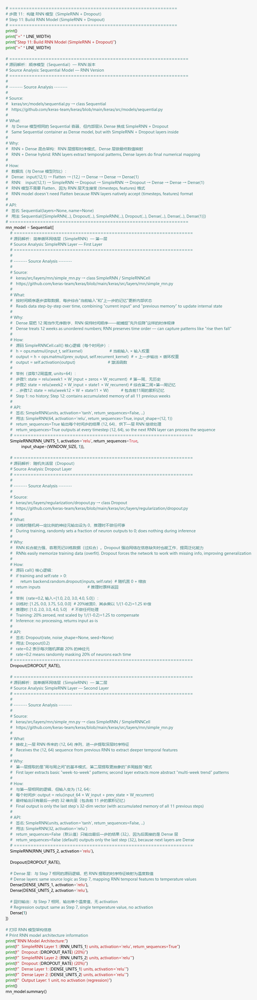 # ============================================================
# 步骤 11：构建 RNN 模型（SimpleRNN + Dropout）
# Step 11: Build RNN Model (SimpleRNN + Dropout)
# ============================================================
print()
print("=" * LINE_WIDTH)
print("Step 11: Build RNN Model (SimpleRNN + Dropout)")
print("=" * LINE_WIDTH)

# ================================================================
# 源码解析：顺序模型（Sequential）— RNN 版本
# Source Analysis: Sequential Model — RNN Version
# ================================================================
#
# -------- Source Analysis --------
#
# Source:
#   keras/src/models/sequential.py → class Sequential
#   https://github.com/keras-team/keras/blob/main/keras/src/models/sequential.py
#
# What:
#   与 Dense 模型相同的 Sequential 容器，但内部层从 Dense 换成 SimpleRNN + Dropout
#   Same Sequential container as Dense model, but with SimpleRNN + Dropout layers inside
#
# Why:
#   RNN + Dense 混合架构：RNN 层提取时序模式，Dense 层做最终数值映射
#   RNN + Dense hybrid: RNN layers extract temporal patterns, Dense layers do final numerical mapping
#
# How:
#   数据流（与 Dense 模型对比）：
#   Dense:  input(12,1) → Flatten → (12,) → Dense → Dense → Dense(1)
#   RNN:    input(12,1) → SimpleRNN → Dropout → SimpleRNN → Dropout → Dense → Dense → Dense(1)
#   RNN 模型不需要 Flatten，因为 RNN 层天生接受 (timesteps, features) 格式
#   RNN model doesn't need Flatten because RNN layers natively accept (timesteps, features) format
#
# API:
#   签名: Sequential(layers=None, name=None)
#   用法: Sequential([SimpleRNN(...), Dropout(...), SimpleRNN(...), Dropout(...), Dense(...), Dense(...), Dense(1)])
# ================================================================
rnn_model = Sequential([
    # ================================================================
    # 源码解析：简单循环网络层（SimpleRNN）— 第一层
    # Source Analysis: SimpleRNN Layer — First Layer
    # ================================================================
    #
    # -------- Source Analysis --------
    #
    # Source:
    #   keras/src/layers/rnn/simple_rnn.py → class SimpleRNN / SimpleRNNCell
    #   https://github.com/keras-team/keras/blob/main/keras/src/layers/rnn/simple_rnn.py
    #
    # What:
    #   按时间顺序逐步读取数据，每步综合"当前输入"和"上一步的记忆"更新内部状态
    #   Reads data step-by-step over time, combining "current input" and "previous memory" to update internal state
    #
    # Why:
    #   Dense 层把 12 周当作无序数字，RNN 保持时间顺序——能捕捉"先升后降"这样的时序规律
    #   Dense treats 12 weeks as unordered numbers; RNN preserves time order — can capture patterns like "rise then fall"
    #
    # How:
    #   源码 SimpleRNNCell.call() 核心逻辑（每个时间步）：
    #   h = ops.matmul(input_t, self.kernel)                       # 当前输入 × 输入权重
    #   output = h + ops.matmul(prev_output, self.recurrent_kernel)  # + 上一步输出 × 循环权重
    #   output = self.activation(output)                            # 激活函数
    #
    #   举例（读取12周温度, units=64）：
    #   步骤1: state = relu(week1 × W_input + zeros × W_recurrent)  # 第一周，无历史
    #   步骤2: state = relu(week2 × W_input + state1 × W_recurrent) # 综合第二周+第一周记忆
    #   ... 步骤12: state = relu(week12 × W + state11 × W)           # 包含前11周的累积记忆
    #   Step 1: no history; Step 12: contains accumulated memory of all 11 previous weeks
    #
    # API:
    #   签名: SimpleRNN(units, activation='tanh', return_sequences=False, ...)
    #   用法: SimpleRNN(64, activation='relu', return_sequences=True, input_shape=(12, 1))
    #   return_sequences=True 输出每个时间步的结果 (12, 64)，供下一层 RNN 继续处理
    #   return_sequences=True outputs at every timestep (12, 64), so the next RNN layer can process the sequence
    # ================================================================
    SimpleRNN(RNN_UNITS_1, activation='relu', return_sequences=True,
              input_shape=(WINDOW_SIZE, 1)),

    # ================================================================
    # 源码解析：随机失活层（Dropout）
    # Source Analysis: Dropout Layer
    # ================================================================
    #
    # -------- Source Analysis --------
    #
    # Source:
    #   keras/src/layers/regularization/dropout.py → class Dropout
    #   https://github.com/keras-team/keras/blob/main/keras/src/layers/regularization/dropout.py
    #
    # What:
    #   训练时随机将一定比例的神经元输出设为 0，推理时不做任何事
    #   During training, randomly sets a fraction of neuron outputs to 0; does nothing during inference
    #
    # Why:
    #   RNN 拟合能力强，容易死记训练数据（过拟合）。Dropout 强迫网络在信息缺失时也能工作，提高泛化能力
    #   RNNs easily memorize training data (overfit). Dropout forces the network to work with missing info, improving generalization
    #
    # How:
    #   源码 call() 核心逻辑：
    #   if training and self.rate > 0:
    #       return backend.random.dropout(inputs, self.rate)  # 随机置 0 + 缩放
    #   return inputs                                         # 推理时原样返回
    #
    #   举例（rate=0.2, 输入=[1.0, 2.0, 3.0, 4.0, 5.0]）：
    #   训练时: [1.25, 0.0, 3.75, 5.0, 0.0]  # 20%被置0，其余乘以 1/(1-0.2)=1.25 补偿
    #   推理时: [1.0, 2.0, 3.0, 4.0, 5.0]    # 不做任何处理
    #   Training: 20% zeroed, rest scaled by 1/(1-0.2)=1.25 to compensate
    #   Inference: no processing, returns input as-is
    #
    # API:
    #   签名: Dropout(rate, noise_shape=None, seed=None)
    #   用法: Dropout(0.2)
    #   rate=0.2 表示每次随机屏蔽 20% 的神经元
    #   rate=0.2 means randomly masking 20% of neurons each time
    # ================================================================
    Dropout(DROPOUT_RATE),

    # ================================================================
    # 源码解析：简单循环网络层（SimpleRNN）— 第二层
    # Source Analysis: SimpleRNN Layer — Second Layer
    # ================================================================
    #
    # -------- Source Analysis --------
    #
    # Source:
    #   keras/src/layers/rnn/simple_rnn.py → class SimpleRNN / SimpleRNNCell
    #   https://github.com/keras-team/keras/blob/main/keras/src/layers/rnn/simple_rnn.py
    #
    # What:
    #   接收上一层 RNN 传来的 (12, 64) 序列，进一步提取深层时序特征
    #   Receives the (12, 64) sequence from previous RNN to extract deeper temporal features
    #
    # Why:
    #   第一层提取的是"周与周之间"的基本模式，第二层提取更抽象的"多周趋势"模式
    #   First layer extracts basic "week-to-week" patterns; second layer extracts more abstract "multi-week trend" patterns
    #
    # How:
    #   与第一层相同的逻辑，但输入变为 (12, 64)：
    #   每个时间步: output = relu(input_64 × W_input + prev_state × W_recurrent)
    #   最终输出只有最后一步的 32 维向量（包含前 11 步的累积记忆）
    #   Final output is only the last step's 32-dim vector (with accumulated memory of all 11 previous steps)
    #
    # API:
    #   签名: SimpleRNN(units, activation='tanh', return_sequences=False, ...)
    #   用法: SimpleRNN(32, activation='relu')
    #   return_sequences=False（默认值）只输出最后一步的结果 (32,)，因为后面接的是 Dense 层
    #   return_sequences=False (default) outputs only the last step (32,), because next layers are Dense
    # ================================================================
    SimpleRNN(RNN_UNITS_2, activation='relu'),

    Dropout(DROPOUT_RATE),

    # Dense 层：与 Step 7 相同的源码逻辑，把 RNN 提取的时序特征映射为温度数值
    # Dense layers: same source logic as Step 7, mapping RNN temporal features to temperature values
    Dense(DENSE_UNITS_1, activation='relu'),
    Dense(DENSE_UNITS_2, activation='relu'),

    # 回归输出：与 Step 7 相同，输出单个温度值，无 activation
    # Regression output: same as Step 7, single temperature value, no activation
    Dense(1)
])

# 打印 RNN 模型架构信息
# Print RNN model architecture information
print("RNN Model Architecture:")
print(f"  SimpleRNN Layer 1: {RNN_UNITS_1} units, activation='relu', return_sequences=True")
print(f"  Dropout: {DROPOUT_RATE} (20%)")
print(f"  SimpleRNN Layer 2: {RNN_UNITS_2} units, activation='relu'")
print(f"  Dropout: {DROPOUT_RATE} (20%)")
print(f"  Dense Layer 1: {DENSE_UNITS_1} units, activation='relu'")
print(f"  Dense Layer 2: {DENSE_UNITS_2} units, activation='relu'")
print(f"  Output Layer: 1 unit, no activation (regression)")
print()
rnn_model.summary()